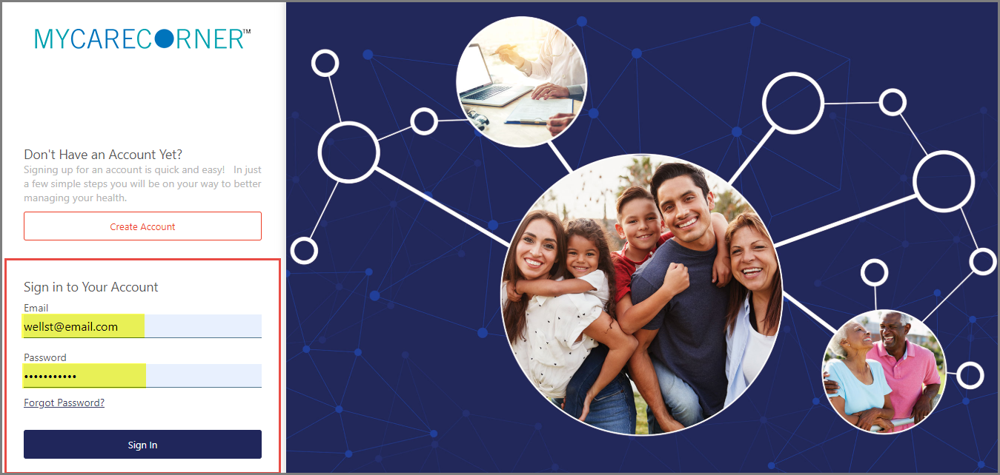 MYCARECORNER™
Don't Have an Account Yet?
Signing up for an account is quick and easy! In just
a few simple steps you will be on your way to better
managing your health.
Create Account
Sign in to Your Account
Email
wellst@email.com
Password
•••••••••••
Forgot Password?
Sign In